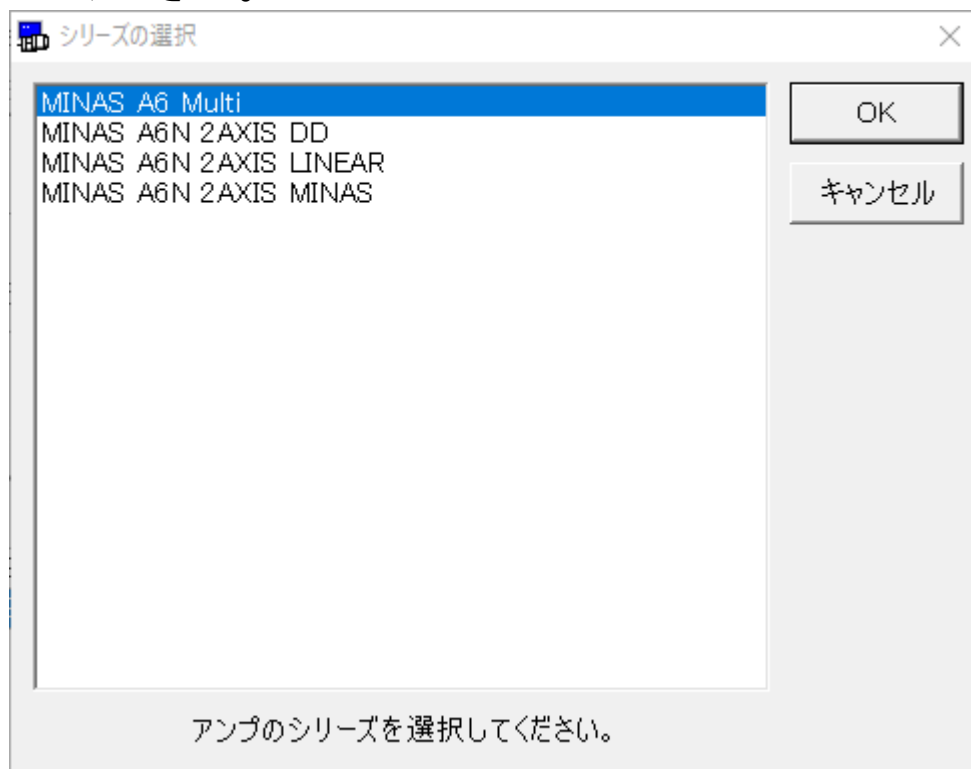 シリーズの選択
MINAS A6 Multi
MINAS A6N 2AXIS DD
MINAS A6N 2AXIS LINEAR
MINAS A6N 2AXIS MINAS
OK
キャンセル
アンプのシリーズを選択してください。